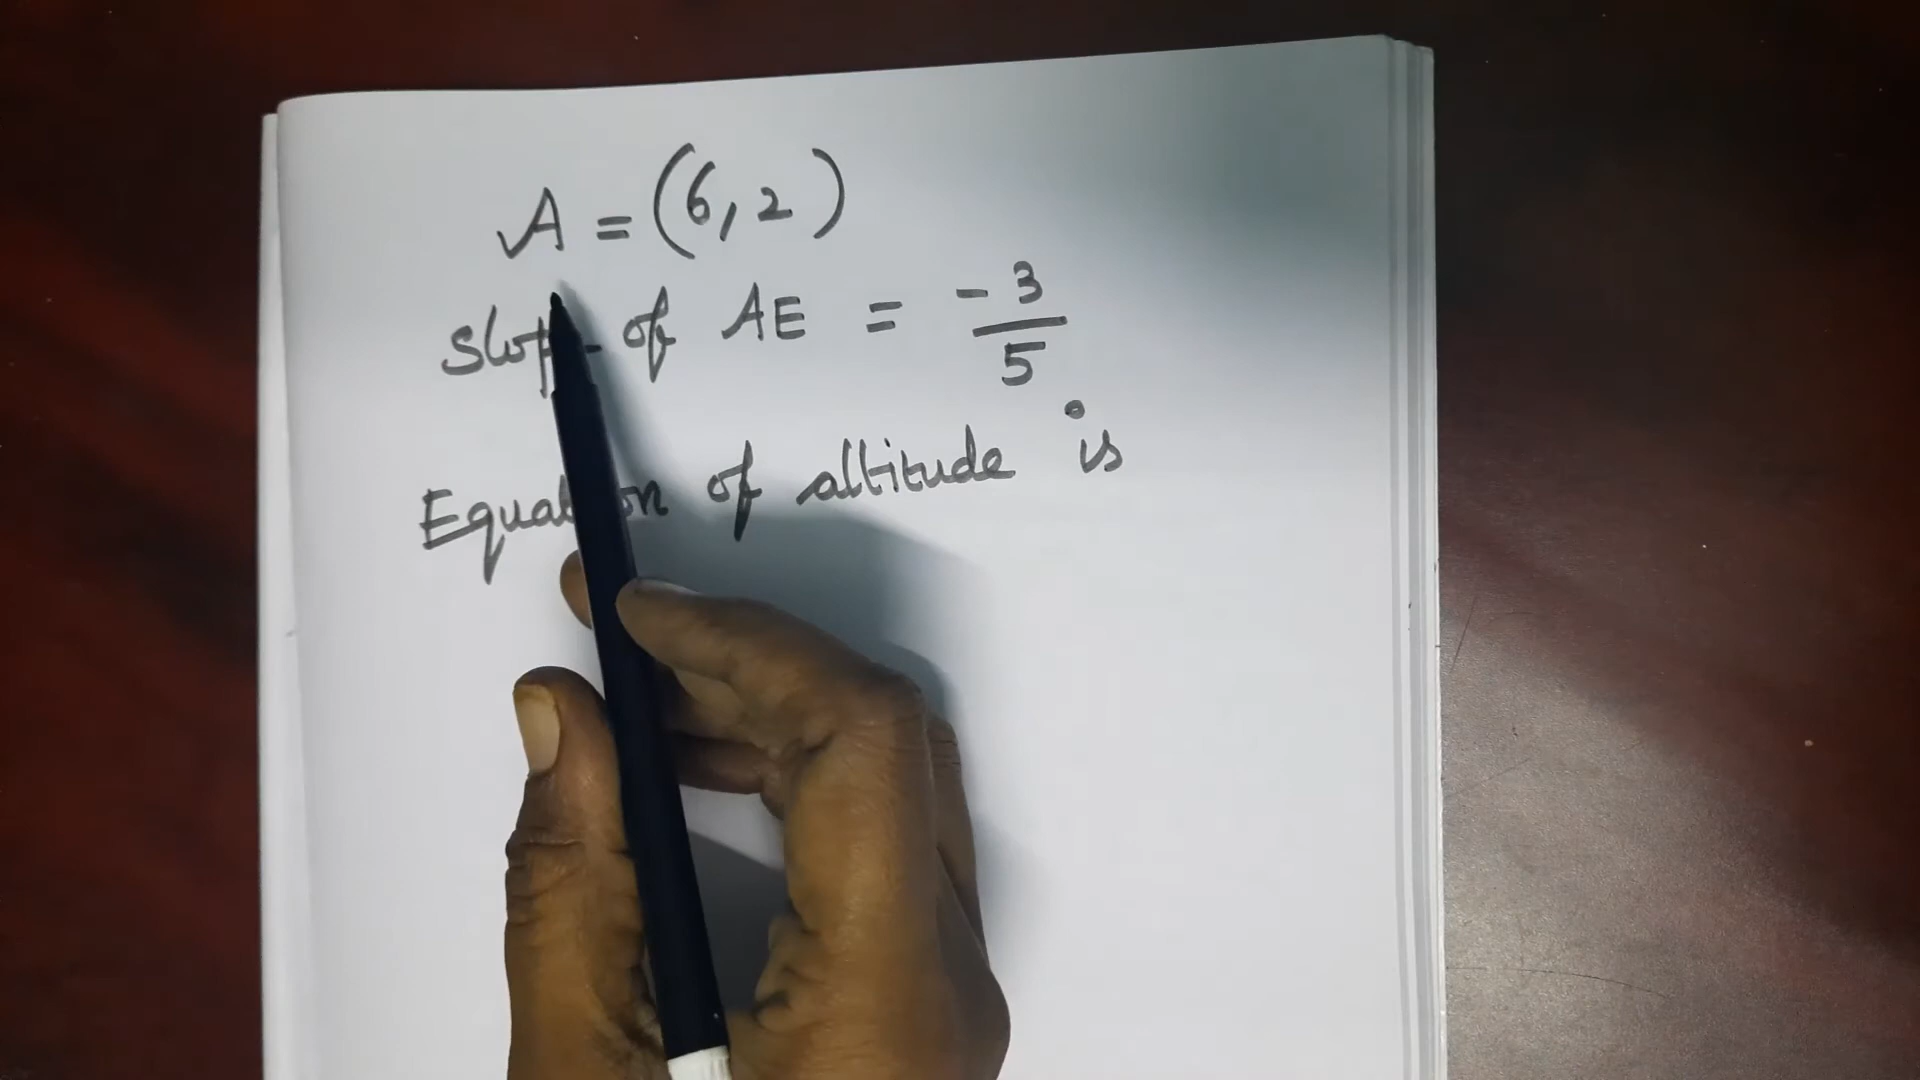 A = (6, 2)
of AE = -3/5
of altitude is